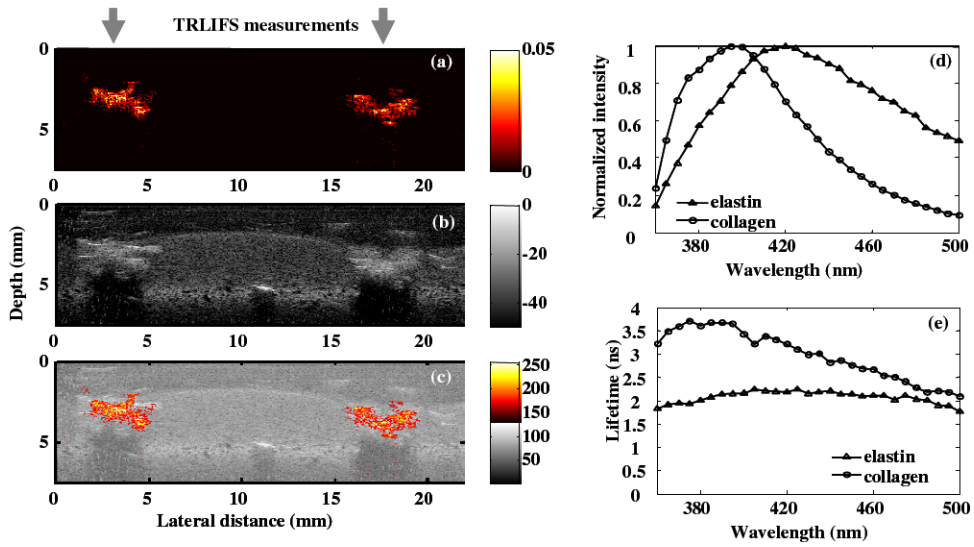 TRLIFS measurements
0
5
(a)
0.05
0
0 5 10 15 20
0
5
(b)
0
-20
-40
0 5 10 15 20
Depth (mm)
0
5
(c)
250
200
150
100
50
0 5 10 15 20
Lateral distance (mm)
1
0.8
0.6
0.4
0.2
0
(d)
elastin
collagen
380 420 460 500
Normalized intensity
Wavelength (nm)
4
3.5
3
2.5
2
1.5
1
0.5
0
(e)
elastin
collagen
380 420 460 500
Lifetime (ns)
Wavelength (nm)